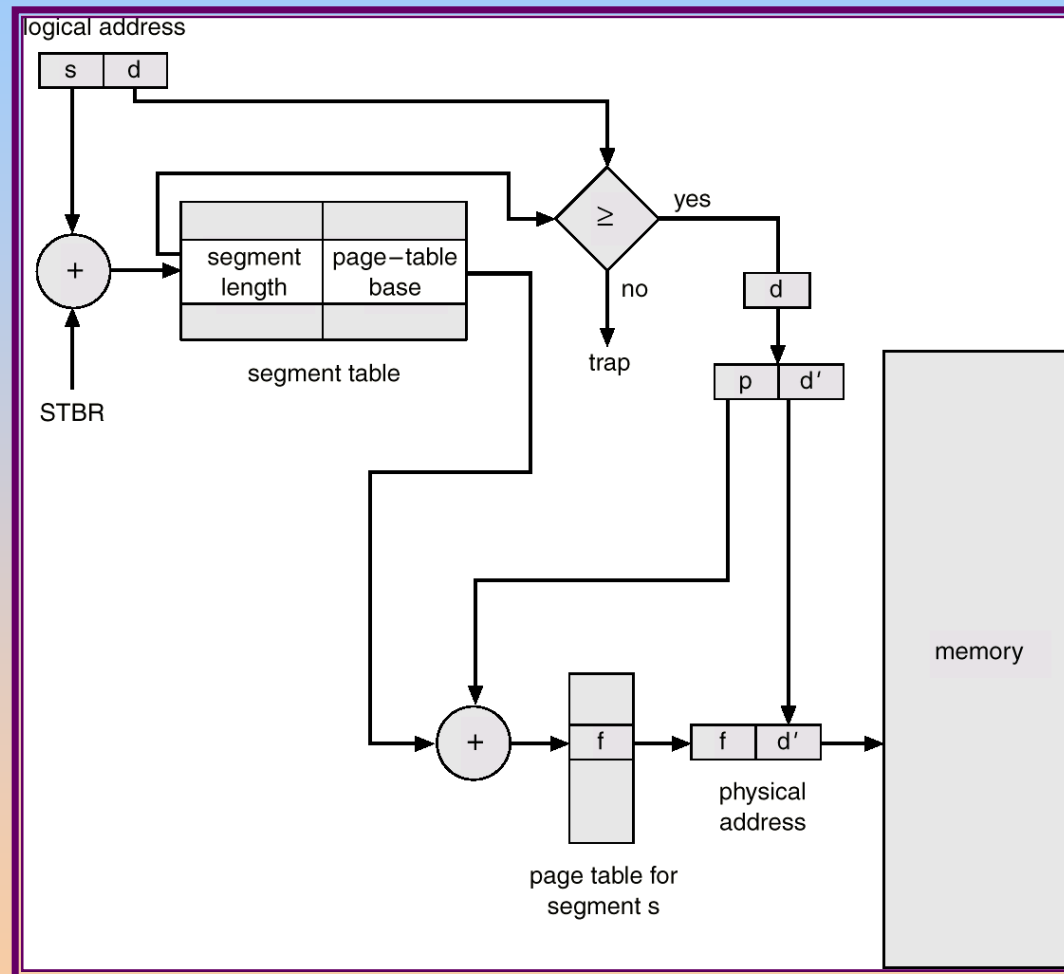 logical address
s d
≥
yes
+
segment length
page–table base
d
no
segment table
trap
p d′
STBR
memory
+
f
f d′
physical
address
page table for
segment s